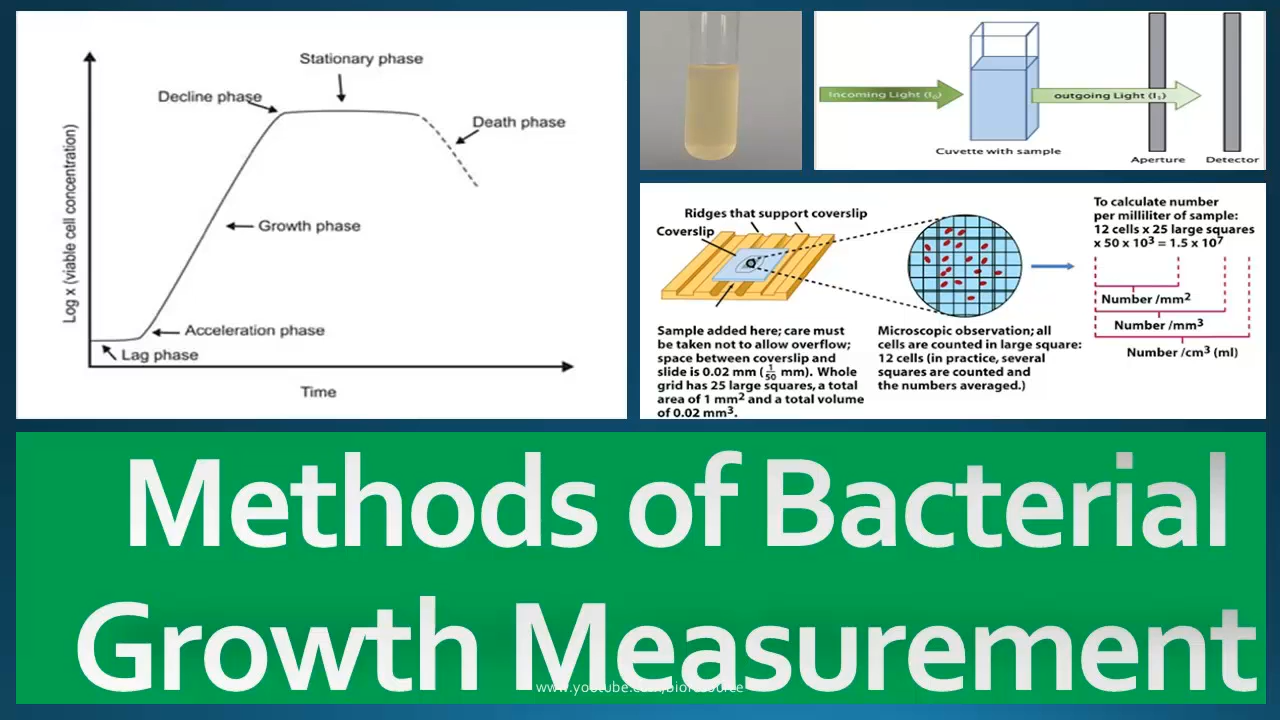 Stationary phase
Decline phase
Death phase
Growth phase
Acceleration phase
Lag phase
Log x (viable cell concentration)
Time
Incoming Light (I₀)
outgoing Light (I₁)
Cuvette with sample
Aperture
Detector
Ridges that support coverslip
Coverslip
Sample added here; care must
be taken not to allow overflow;
space between coverslip and
slide is 0.02 mm (1/50 mm). Whole
grid has 25 large squares, a total
area of 1 mm² and a total volume
of 0.02 mm³.
Microscopic observation; all
cells are counted in large square:
12 cells (in practice, several
squares are counted and
the numbers averaged.)
To calculate number
per milliliter of sample:
12 cells x 25 large squares
x 50 x 10³ = 1.5 x 10⁷
Number /mm²
Number /mm³
Number /cm³ (ml)
Methods of Bacterial
Growth Measurement
www.youtube.com/bioresource